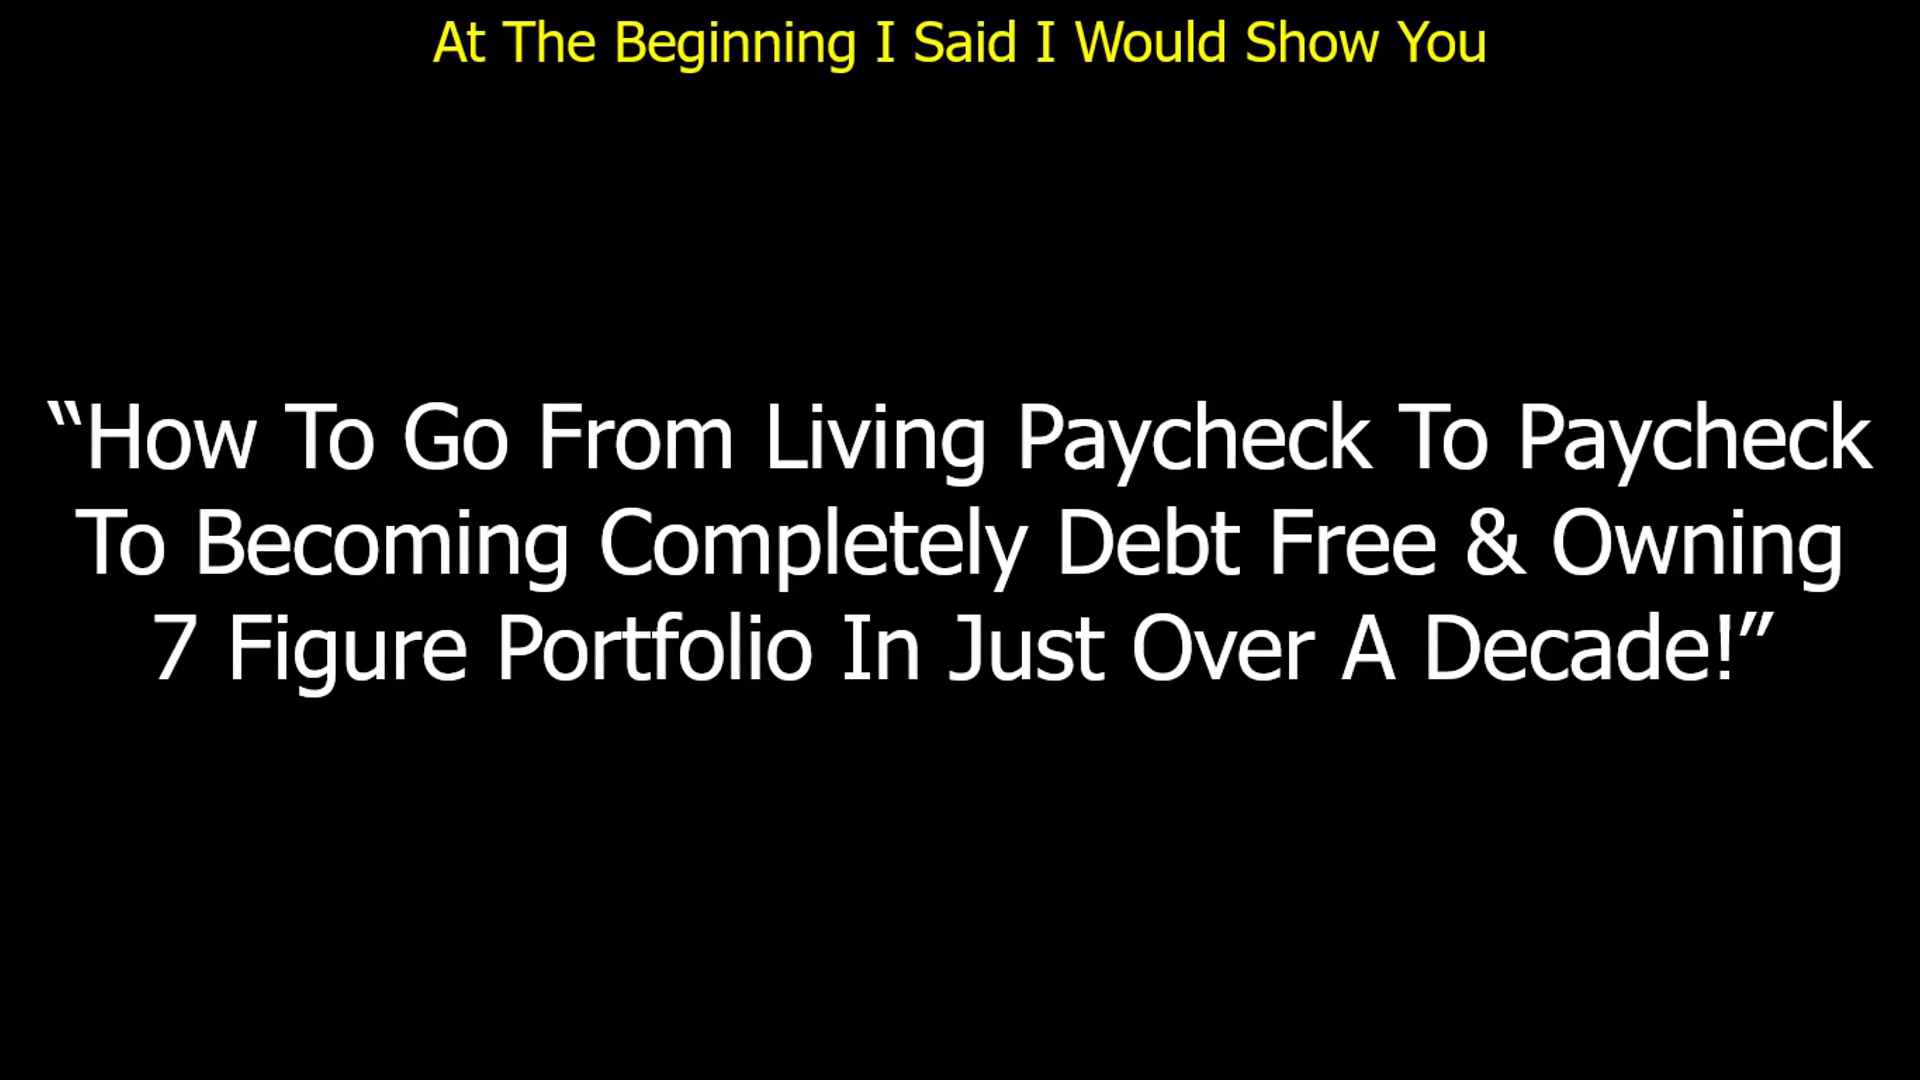 At The Beginning I Said I Would Show You
“How To Go From Living Paycheck To Paycheck
To Becoming Completely Debt Free & Owning
7 Figure Portfolio In Just Over A Decade!”